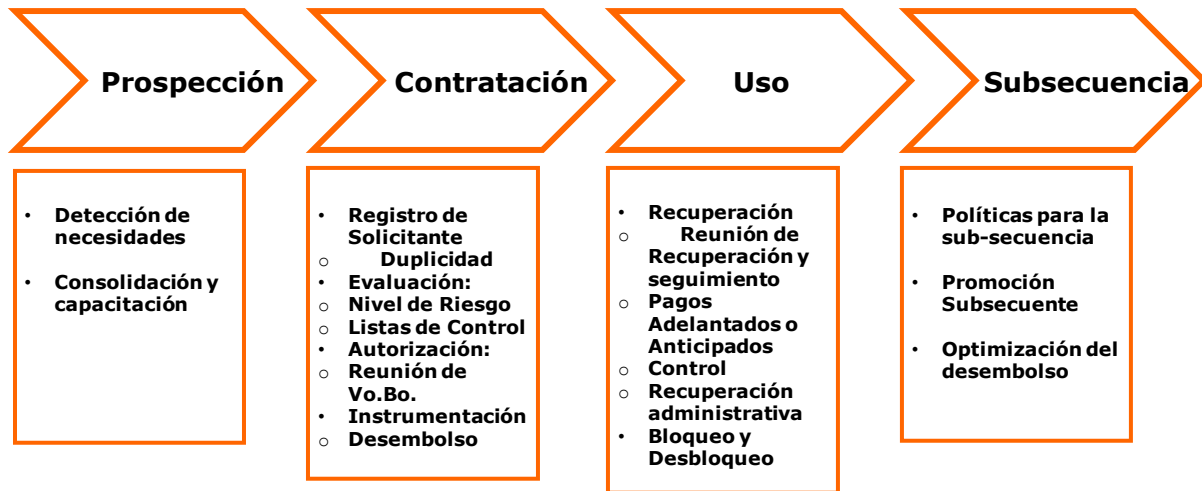 Prospección
Contratación
Uso
Subsecuencia
• Detección de
necesidades
• Consolidación y
capacitación
• Registro de
Solicitante
o Duplicidad
• Evaluación:
o Nivel de Riesgo
o Listas de Control
• Autorización:
o Reunión de
Vo.Bo.
• Instrumentación
o Desembolso
• Recuperación
o Reunión de
Recuperación y
seguimiento
o Pagos
Adelantados o
Anticipados
o Control
o Recuperación
administrativa
• Bloqueo y
Desbloqueo
• Políticas para la
sub-secuencia
• Promoción
Subsecuente
• Optimización del
desembolso